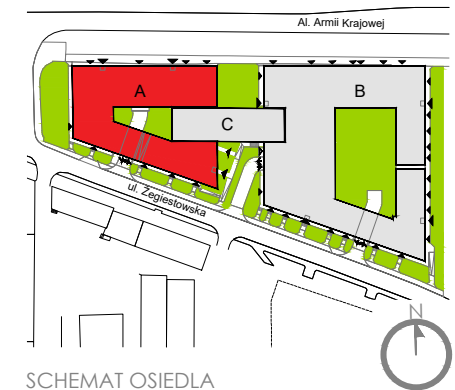 Al. Armii Krajowej
A
B
C
ul. Żegiestowska
N
SCHEMAT OSIEDLA